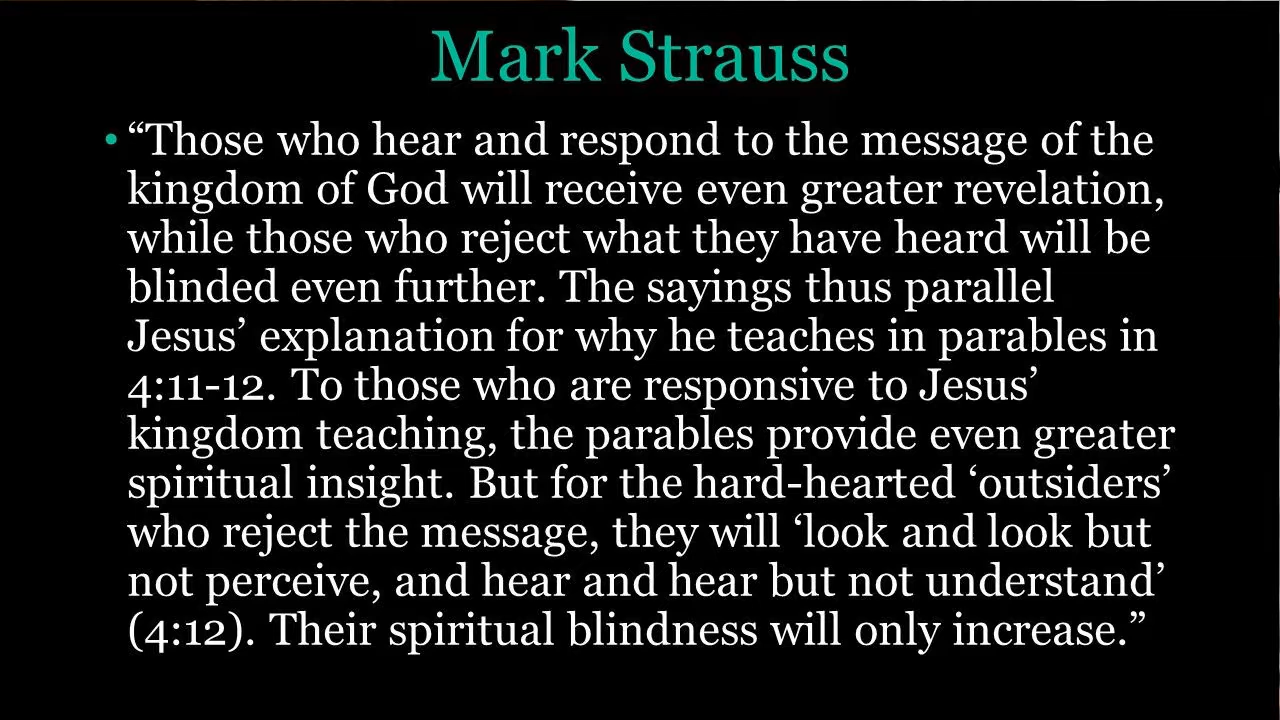 Mark Strauss
• “Those who hear and respond to the message of the
kingdom of God will receive even greater revelation,
while those who reject what they have heard will be
blinded even further. The sayings thus parallel
Jesus’ explanation for why he teaches in parables in
4:11-12. To those who are responsive to Jesus’
kingdom teaching, the parables provide even greater
spiritual insight. But for the hard-hearted ‘outsiders’
who reject the message, they will ‘look and look but
not perceive, and hear and hear but not understand’
(4:12). Their spiritual blindness will only increase.”